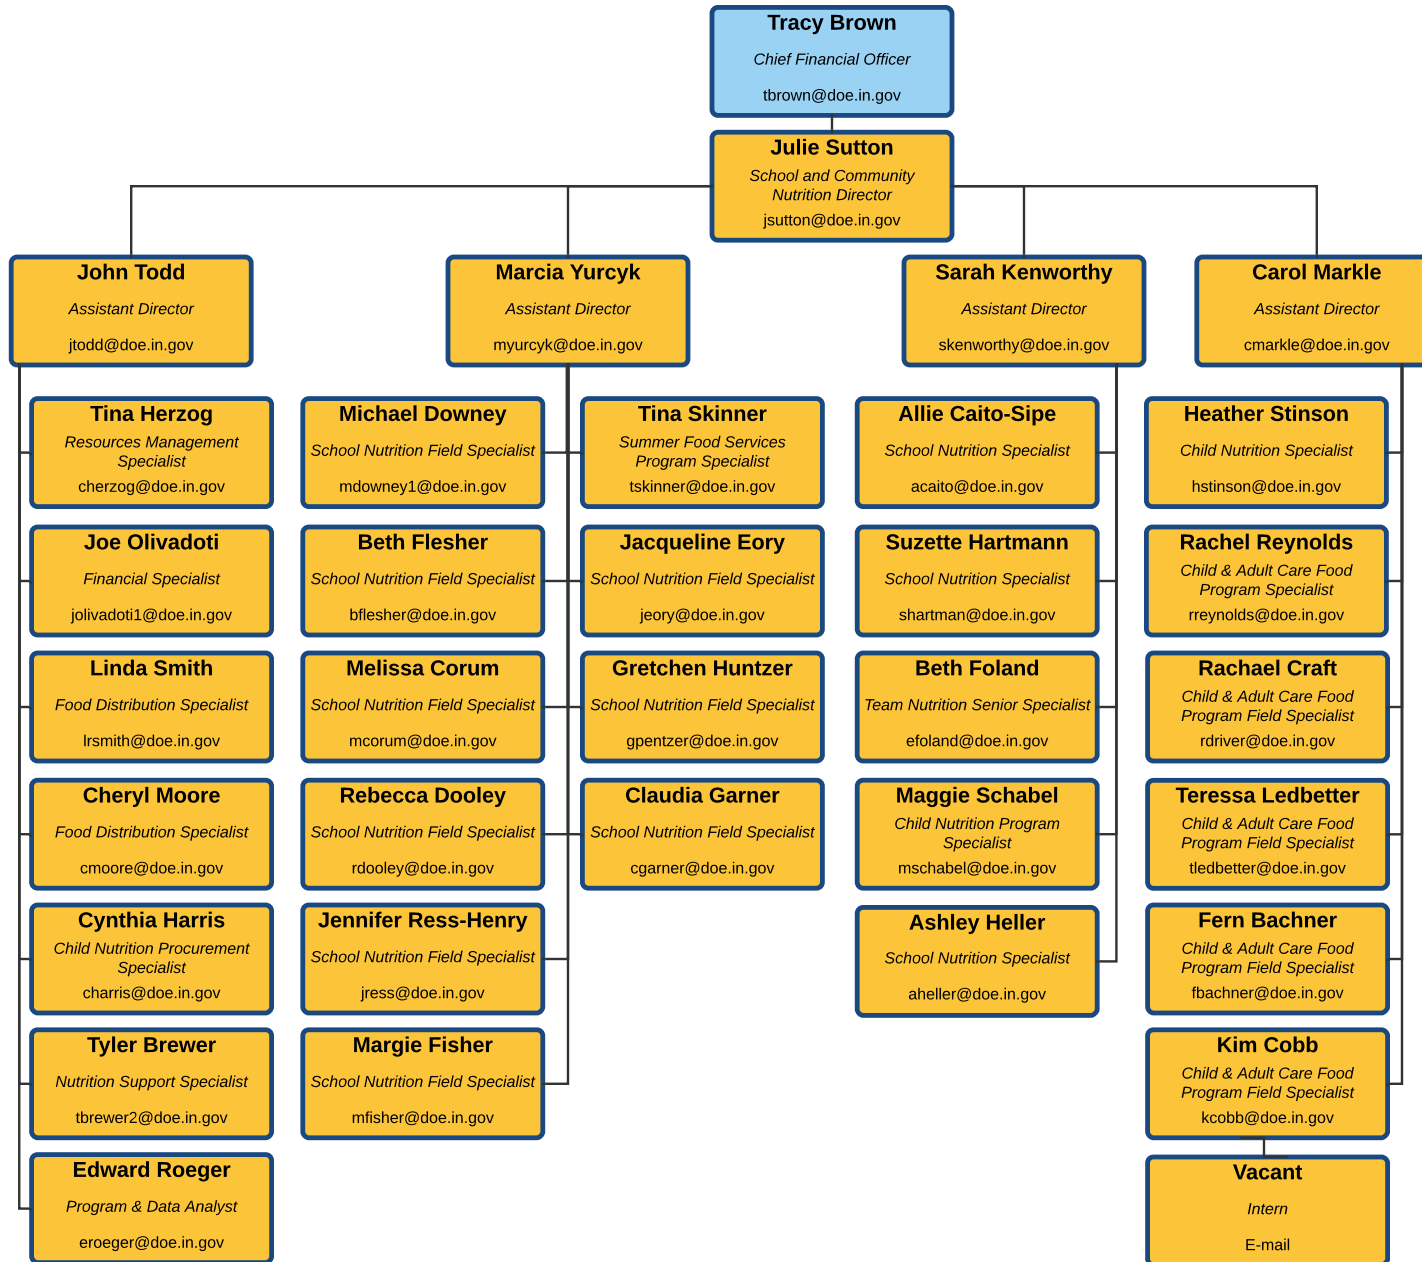 Tracy Brown
Chief Financial Officer
tbrown@doe.in.gov
Julie Sutton
School and Community
Nutrition Director
jsutton@doe.in.gov
John Todd
Assistant Director
jtodd@doe.in.gov
Marcia Yurcyk
Assistant Director
myurcyk@doe.in.gov
Sarah Kenworthy
Assistant Director
skenworthy@doe.in.gov
Carol Markle
Assistant Director
cmarkle@doe.in.gov
Tina Herzog
Resources Management
Specialist
cherzog@doe.in.gov
Joe Olivadoti
Financial Specialist
jolivadoti1@doe.in.gov
Linda Smith
Food Distribution Specialist
lrsmith@doe.in.gov
Cheryl Moore
Food Distribution Specialist
cmoore@doe.in.gov
Cynthia Harris
Child Nutrition Procurement
Specialist
charris@doe.in.gov
Tyler Brewer
Nutrition Support Specialist
tbrewer2@doe.in.gov
Edward Roeger
Program & Data Analyst
eroeger@doe.in.gov
Michael Downey
School Nutrition Field Specialist
mdowney1@doe.in.gov
Beth Flesher
School Nutrition Field Specialist
bflesher@doe.in.gov
Melissa Corum
School Nutrition Field Specialist
mcorum@doe.in.gov
Rebecca Dooley
School Nutrition Field Specialist
rdooley@doe.in.gov
Jennifer Ress-Henry
School Nutrition Field Specialist
jress@doe.in.gov
Margie Fisher
School Nutrition Field Specialist
mfisher@doe.in.gov
Tina Skinner
Summer Food Services
Program Specialist
tskinner@doe.in.gov
Jacqueline Eory
School Nutrition Field Specialist
jeory@doe.in.gov
Gretchen Huntzer
School Nutrition Field Specialist
gpentzer@doe.in.gov
Claudia Garner
School Nutrition Field Specialist
cgarner@doe.in.gov
Allie Caito-Sipe
School Nutrition Specialist
acaito@doe.in.gov
Suzette Hartmann
School Nutrition Specialist
shartman@doe.in.gov
Beth Foland
Team Nutrition Senior Specialist
efoland@doe.in.gov
Maggie Schabel
Child Nutrition Program
Specialist
mschabel@doe.in.gov
Ashley Heller
School Nutrition Specialist
aheller@doe.in.gov
Heather Stinson
Child Nutrition Specialist
hstinson@doe.in.gov
Rachel Reynolds
Child & Adult Care Food
Program Specialist
rreynolds@doe.in.gov
Rachael Craft
Child & Adult Care Food
Program Field Specialist
rdriver@doe.in.gov
Teressa Ledbetter
Child & Adult Care Food
Program Field Specialist
tledbetter@doe.in.gov
Fern Bachner
Child & Adult Care Food
Program Field Specialist
fbachner@doe.in.gov
Kim Cobb
Child & Adult Care Food
Program Field Specialist
kcobb@doe.in.gov
Vacant
Intern
E-mail